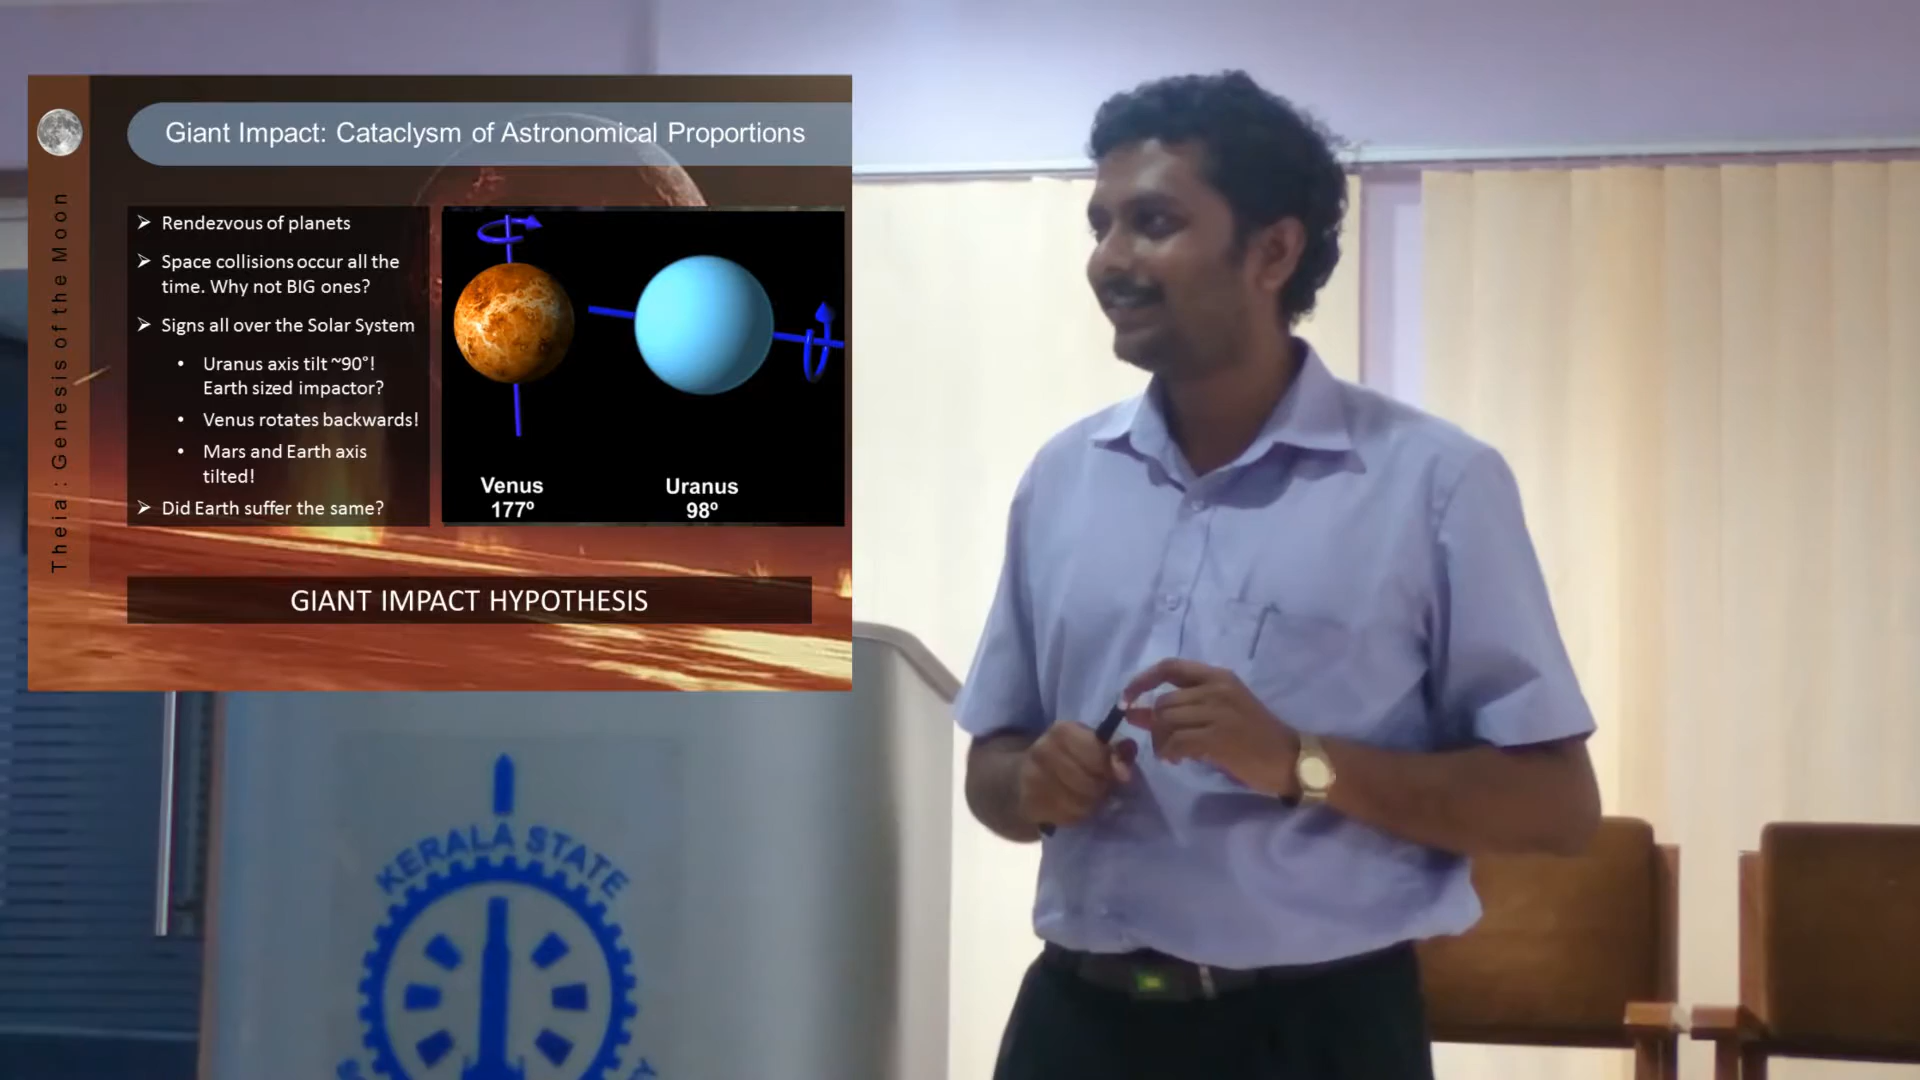 Giant Impact: Cataclysm of Astronomical Proportions
Theia : Genesis of the Moon
➢ Rendezvous of planets
➢ Space collisions occur all the
time. Why not BIG ones?
➢ Signs all over the Solar System
• Uranus axis tilt ~90°!
Earth sized impactor?
• Venus rotates backwards!
• Mars and Earth axis
tilted!
➢ Did Earth suffer the same?
Venus
177º
Uranus
98º
GIANT IMPACT HYPOTHESIS
KERALA STATE